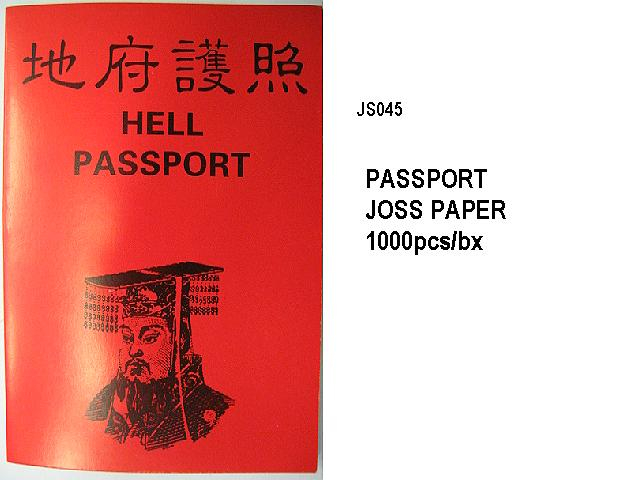 地府護照
HELL
PASSPORT
JS045
PASSPORT
JOSS PAPER
1000pcs/bx